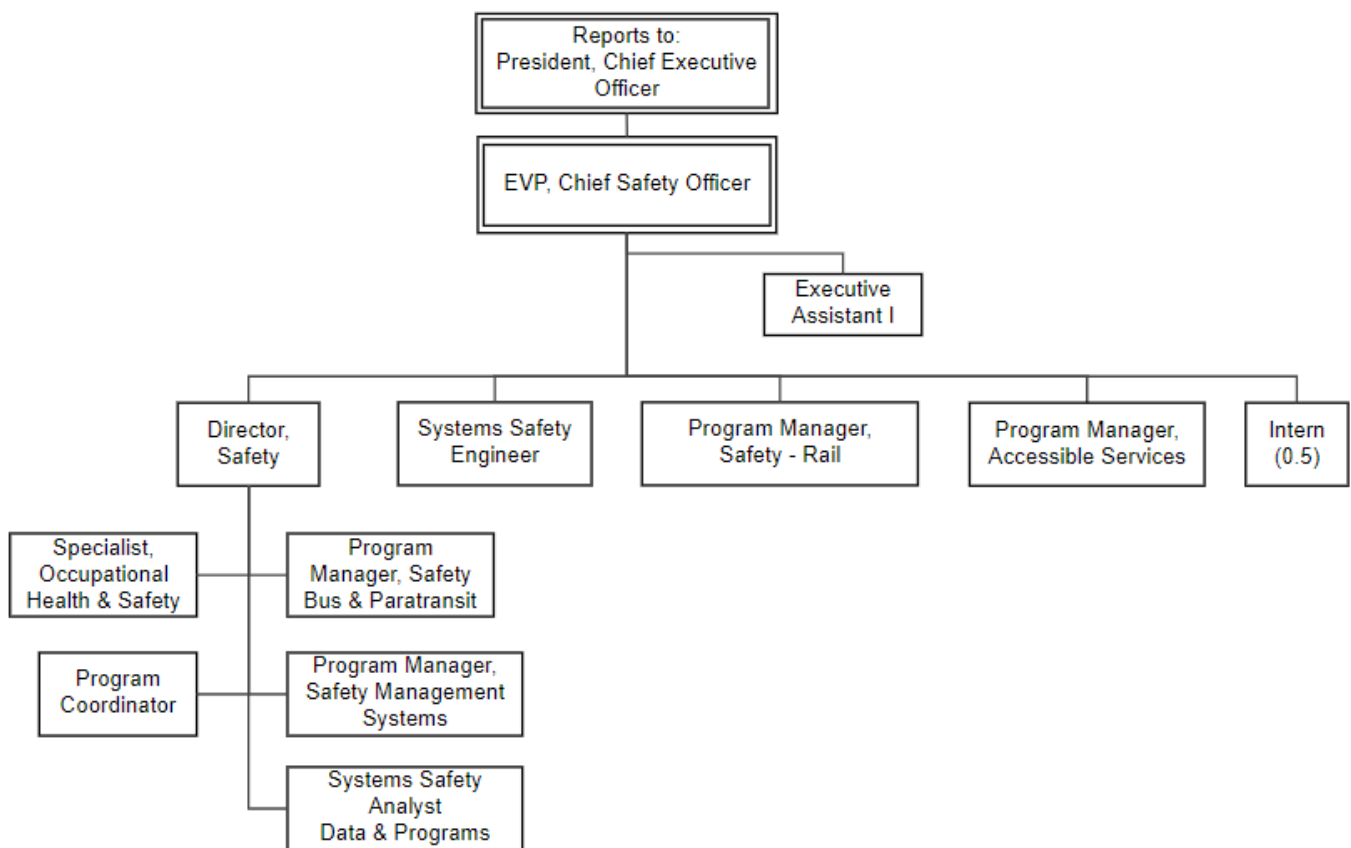 Reports to:
President, Chief Executive
Officer
EVP, Chief Safety Officer
Executive
Assistant I
Director,
Safety
Systems Safety
Engineer
Program Manager,
Safety - Rail
Program Manager,
Accessible Services
Intern
(0.5)
Specialist,
Occupational
Health & Safety
Program
Manager, Safety
Bus & Paratransit
Program
Coordinator
Program Manager,
Safety Management
Systems
Systems Safety
Analyst
Data & Programs